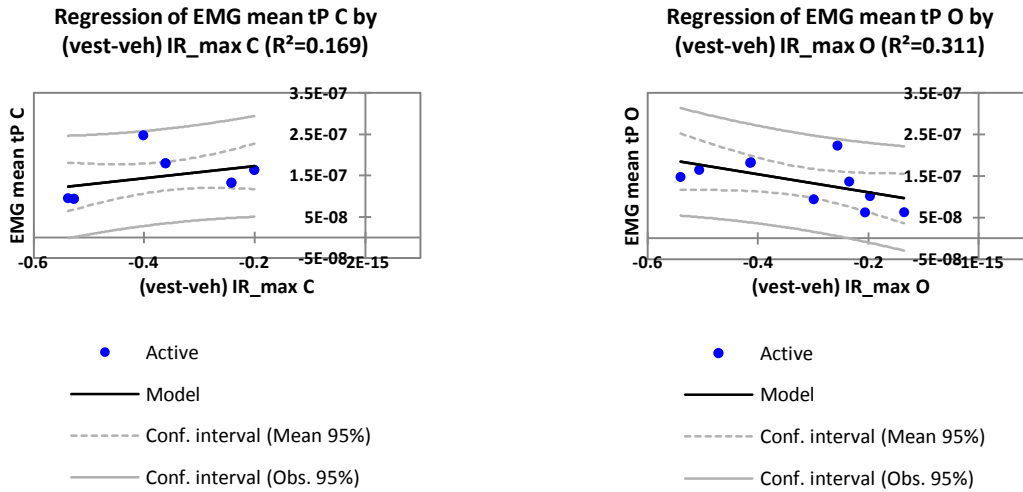 Regression of EMG mean tP C by
(vest-veh) IR_max C (R²=0.169)
3.5E-07
2.5E-07
1.5E-07
5E-08
-5E-08
EMG mean tP C
-0.6 -0.4 -0.2 -2E-15
(vest-veh) IR_max C
Active
Model
Conf. interval (Mean 95%)
Conf. interval (Obs. 95%)
Regression of EMG mean tP O by
(vest-veh) IR_max O (R²=0.311)
3.5E-07
2.5E-07
1.5E-07
5E-08
-5E-08
EMG mean tP O
-0.6 -0.4 -0.2
(vest-veh) IR_max O
Active
Model
Conf. interval (Mean 95%)
Conf. interval (Obs. 95%)